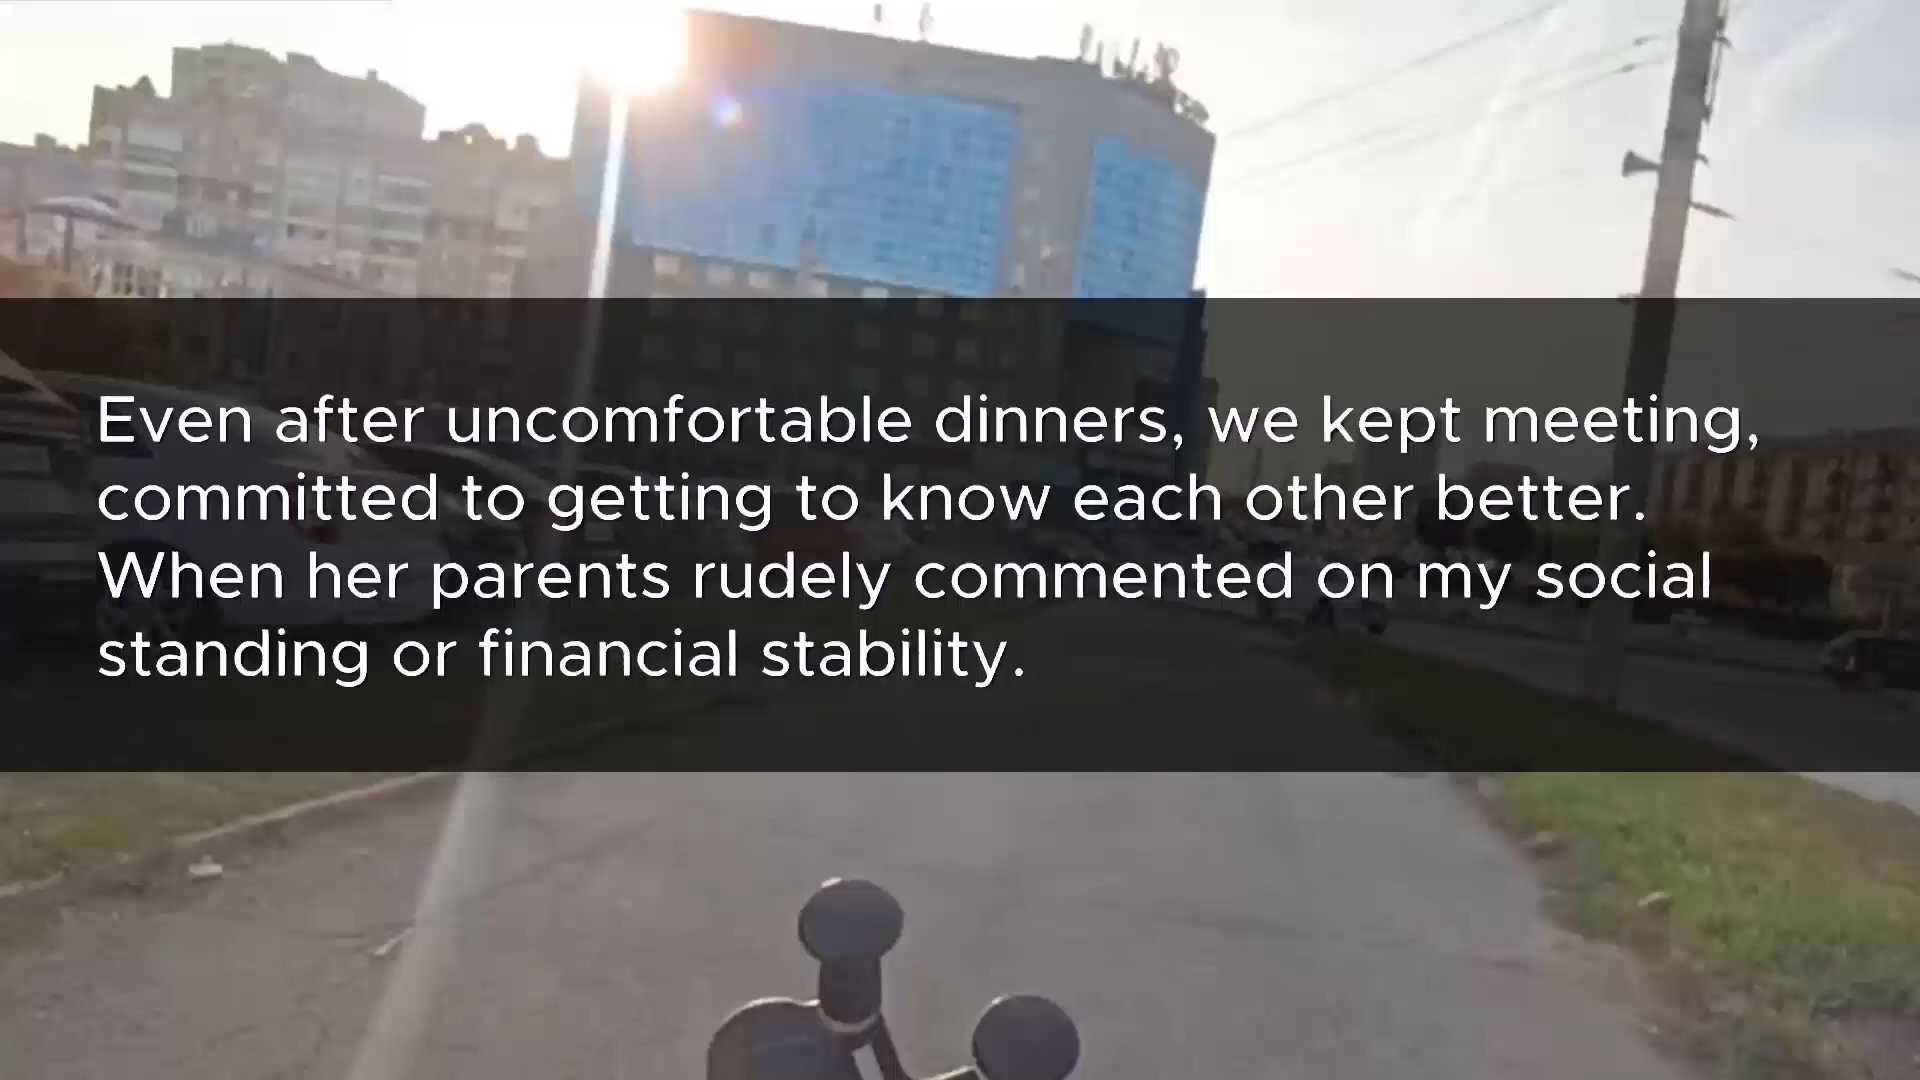 Even after uncomfortable dinners, we kept meeting,
committed to getting to know each other better.
When her parents rudely commented on my social
standing or financial stability.